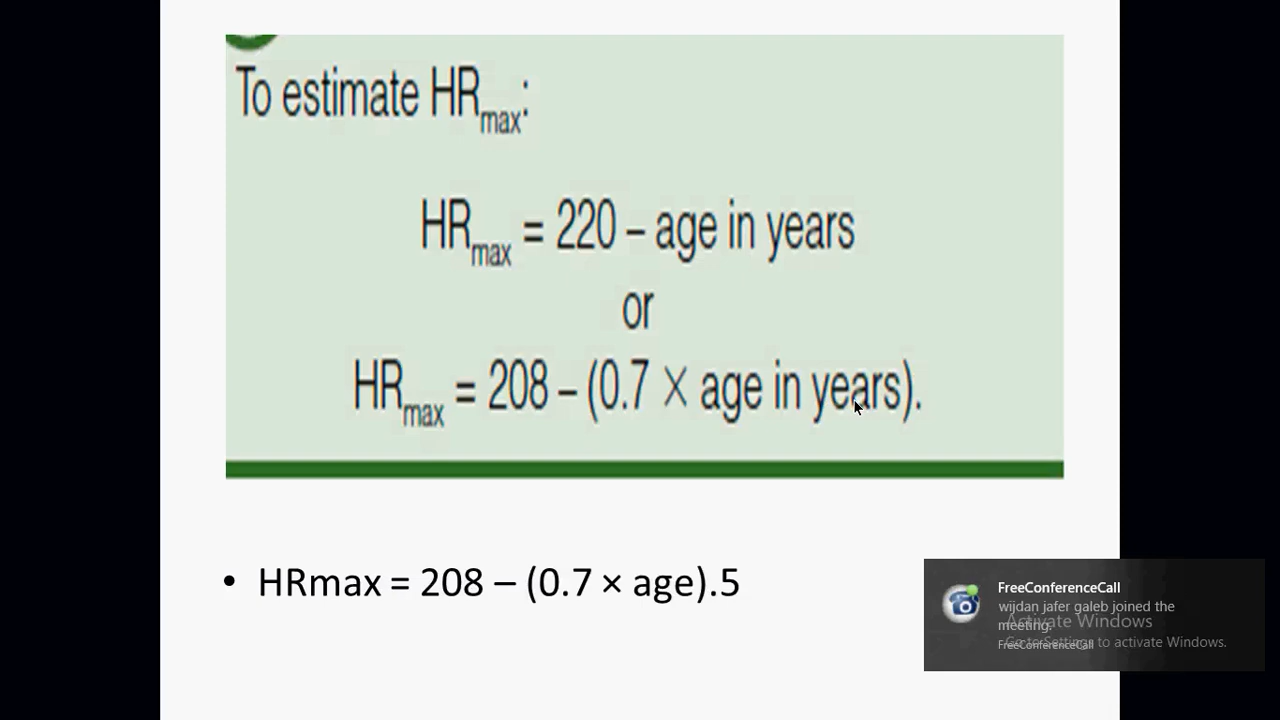 To estimate HRmax:
HRmax = 220 – age in years
or
HRmax = 208 – (0.7 × age in years).
• HRmax = 208 – (0.7 × age).5
FreeConferenceCall
wijdan jafer galeb joined the
meeting.
Activate Windows
Go to Settings to activate Windows.
FreeConferenceCall